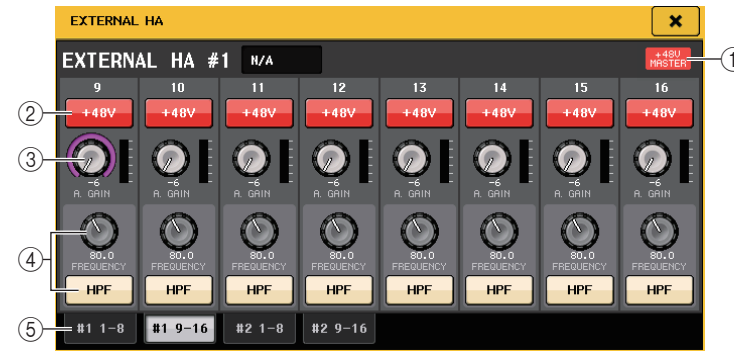 EXTERNAL HA
EXTERNAL HA #1 N/A +48V MASTER ①
9 10 11 12 13 14 15 16
② +48V +48V +48V +48V +48V +48V +48V +48V
③ -6 -6 -6 -6 -6 -6 -6 -6
A. GAIN A. GAIN A. GAIN A. GAIN A. GAIN A. GAIN A. GAIN A. GAIN
④ 80.0 80.0 80.0 80.0 80.0 80.0 80.0 80.0
FREQUENCY FREQUENCY FREQUENCY FREQUENCY FREQUENCY FREQUENCY FREQUENCY FREQUENCY
HPF HPF HPF HPF HPF HPF HPF HPF
⑤ #1 1-8 #1 9-16 #2 1-8 #2 9-16